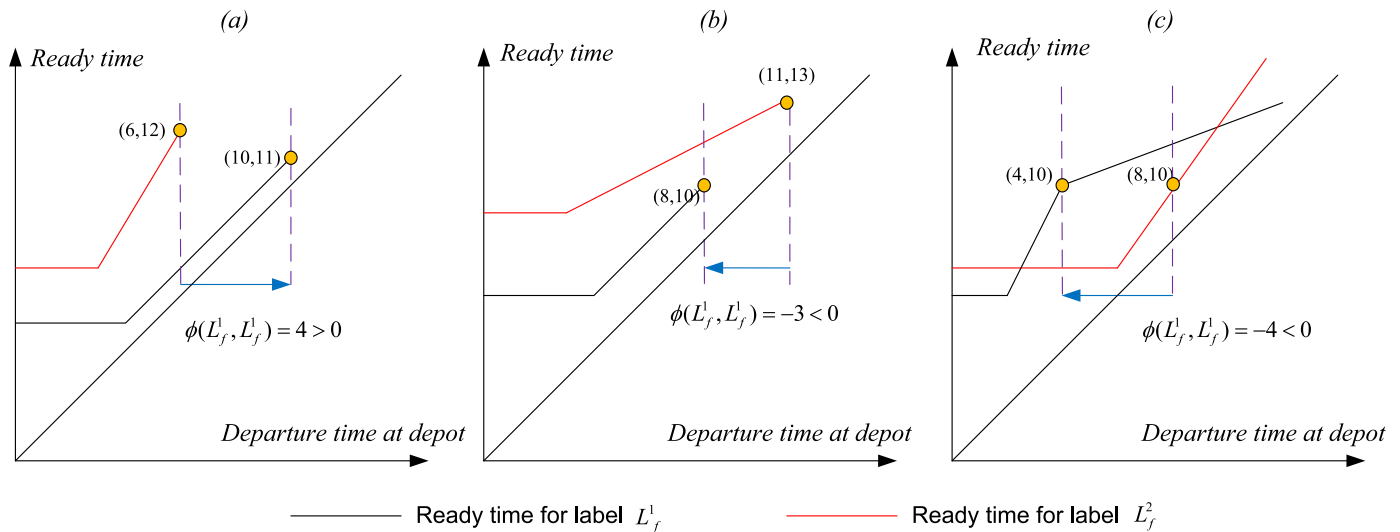 (a)
Ready time
(6,12)
(10,11)
ϕ(L_f^1, L_f^1) = 4 > 0
Departure time at depot
(b)
Ready time
(11,13)
(8,10)
ϕ(L_f^1, L_f^1) = −3 < 0
Departure time at depot
(c)
Ready time
(4,10)
(8,10)
ϕ(L_f^1, L_f^1) = −4 < 0
Departure time at depot
Ready time for label L_f^1
Ready time for label L_f^2